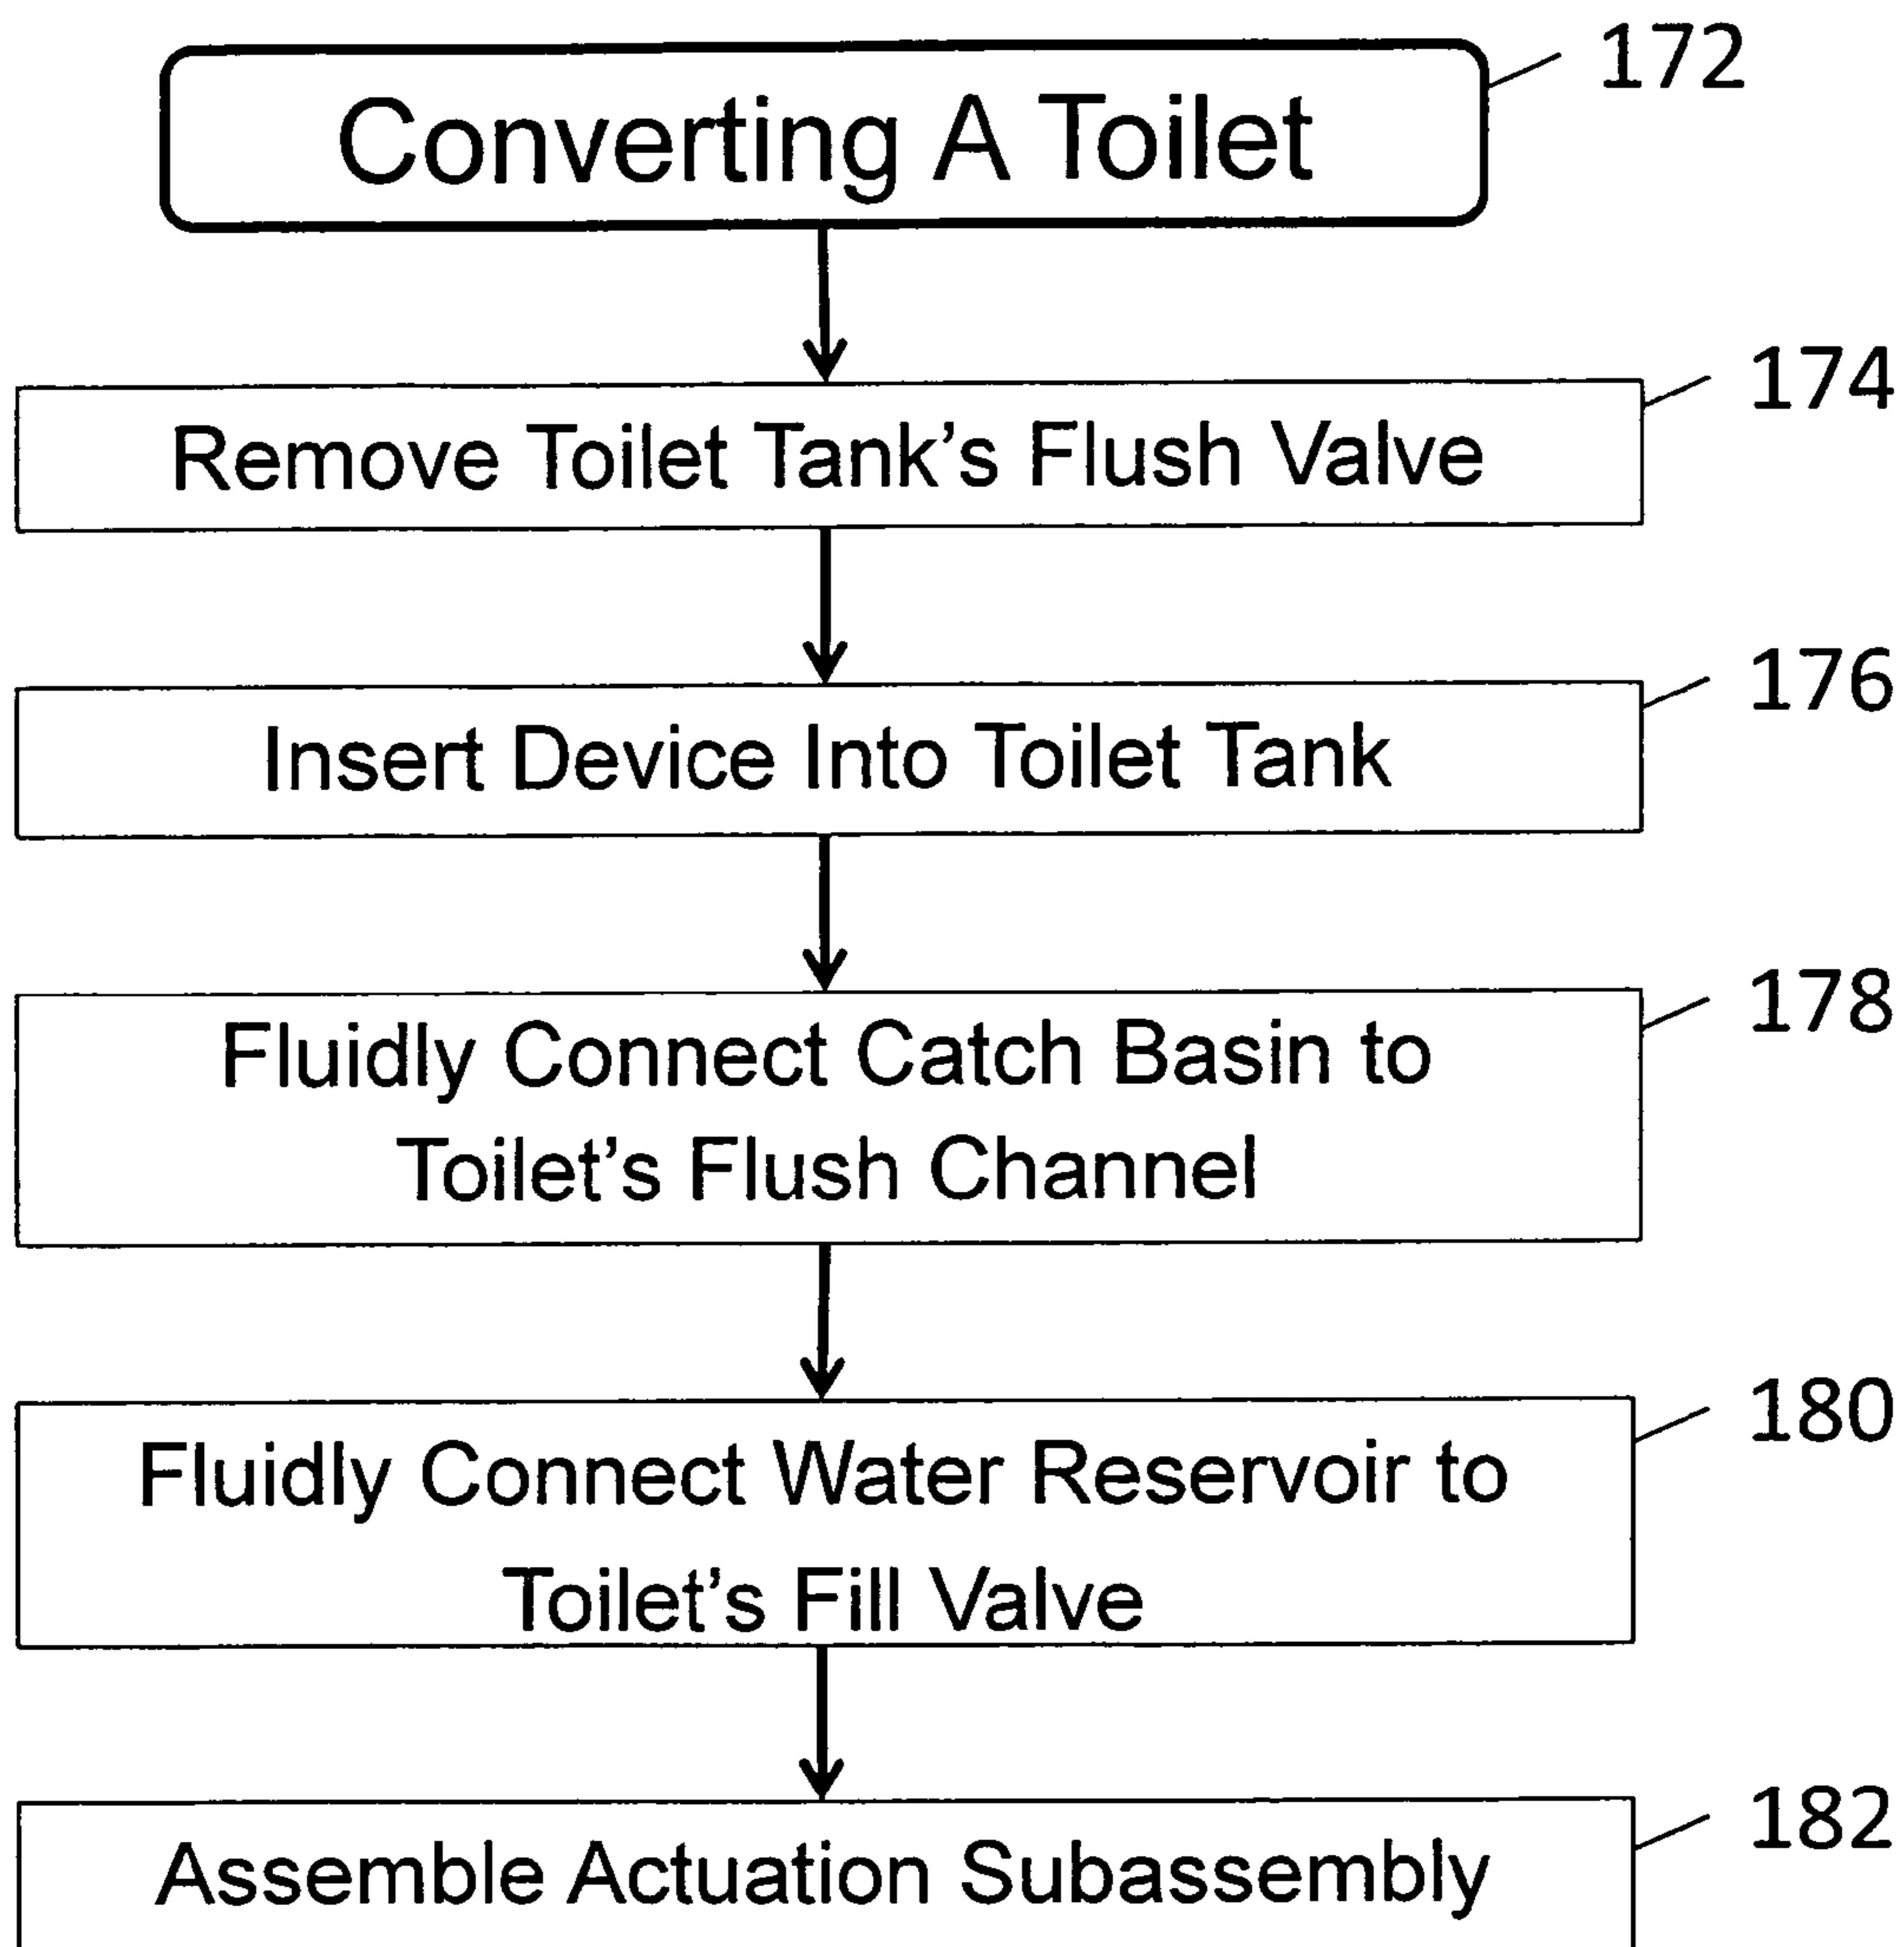 172
Converting A Toilet
174
Remove Toilet Tank’s Flush Valve
176
Insert Device Into Toilet Tank
178
Fluidly Connect Catch Basin to
Toilet’s Flush Channel
180
Fluidly Connect Water Reservoir to
Toilet’s Fill Valve
182
Assemble Actuation Subassembly